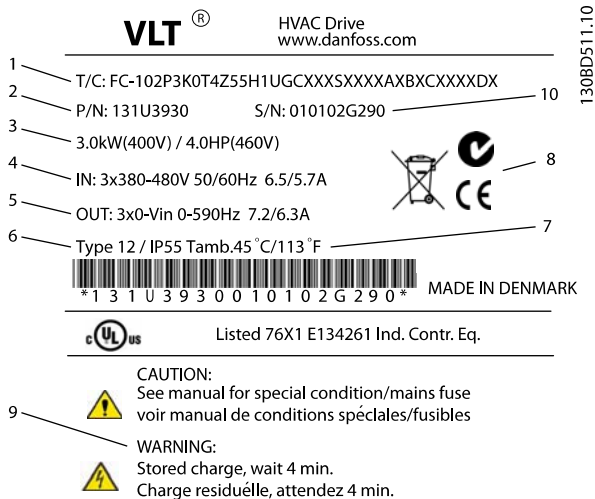 VLT ®
HVAC Drive
www.danfoss.com
130BD511.10
1
T/C: FC-102P3K0T4Z55H1UGCXXXSXXXXAXBXCXXXXDX
2
P/N: 131U3930 S/N: 010102G290
10
3
3.0kW(400V) / 4.0HP(460V)
4
IN: 3x380-480V 50/60Hz 6.5/5.7A
8
CE
5
OUT: 3x0-Vin 0-590Hz 7.2/6.3A
6
Type 12 / IP55 Tamb.45˚C/113˚F
7
*131U3930010102G290*
MADE IN DENMARK
c UL us
Listed 76X1 E134261 Ind. Contr. Eq.
CAUTION:
See manual for special condition/mains fuse
voir manual de conditions spéclales/fusibles
9
WARNING:
Stored charge, wait 4 min.
Charge residuélle, attendez 4 min.